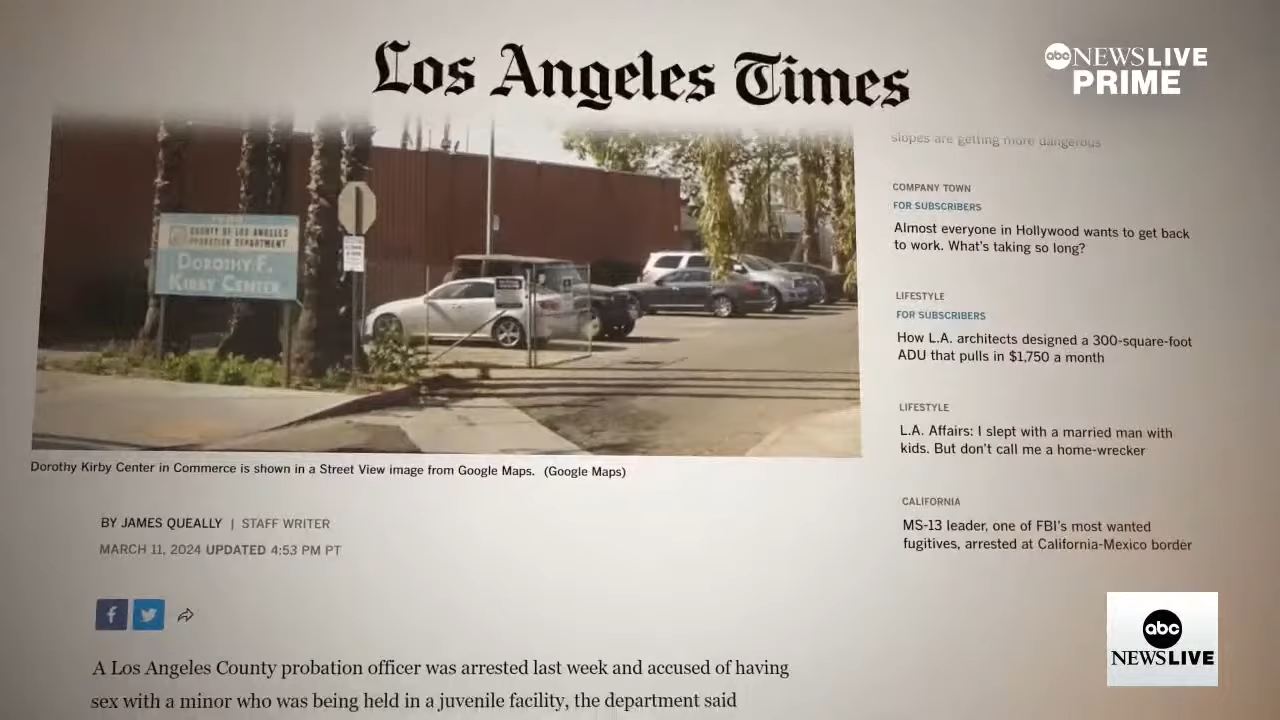 Los Angeles Times
abc NEWS LIVE
PRIME
COUNTY OF LOS ANGELES
PROBATION DEPARTMENT
DOROTHY F.
KIRBY CENTER
Dorothy Kirby Center in Commerce is shown in a Street View image from Google Maps. (Google Maps)
BY JAMES QUEALLY | STAFF WRITER
MARCH 11, 2024 UPDATED 4:53 PM PT
f
A Los Angeles County probation officer was arrested last week and accused of having
sex with a minor who was being held in a juvenile facility, the department said
slopes are getting more dangerous
COMPANY TOWN
FOR SUBSCRIBERS
Almost everyone in Hollywood wants to get back
to work. What's taking so long?
LIFESTYLE
FOR SUBSCRIBERS
How L.A. architects designed a 300-square-foot
ADU that pulls in $1,750 a month
LIFESTYLE
L.A. Affairs: I slept with a married man with
kids. But don't call me a home-wrecker
CALIFORNIA
MS-13 leader, one of FBI's most wanted
fugitives, arrested at California-Mexico border
abc
NEWS LIVE